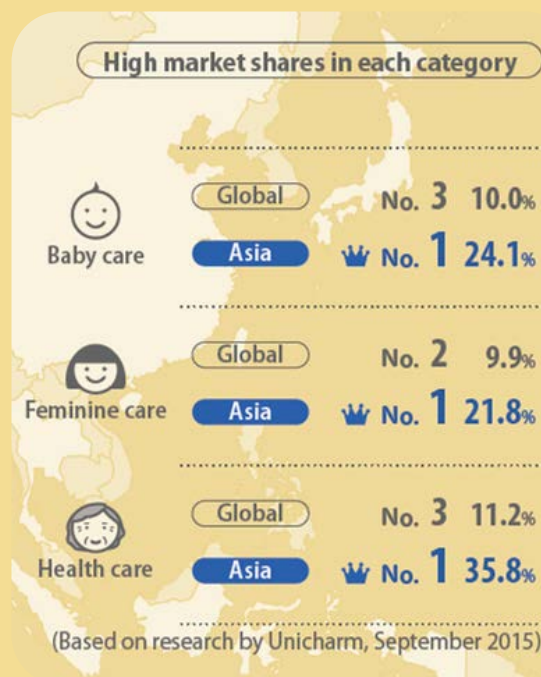 High market shares in each category
Global No. 3 10.0%
Baby care
Asia No. 1 24.1%
Global No. 2 9.9%
Feminine care
Asia No. 1 21.8%
Global No. 3 11.2%
Health care
Asia No. 1 35.8%
(Based on research by Unicharm, September 2015)